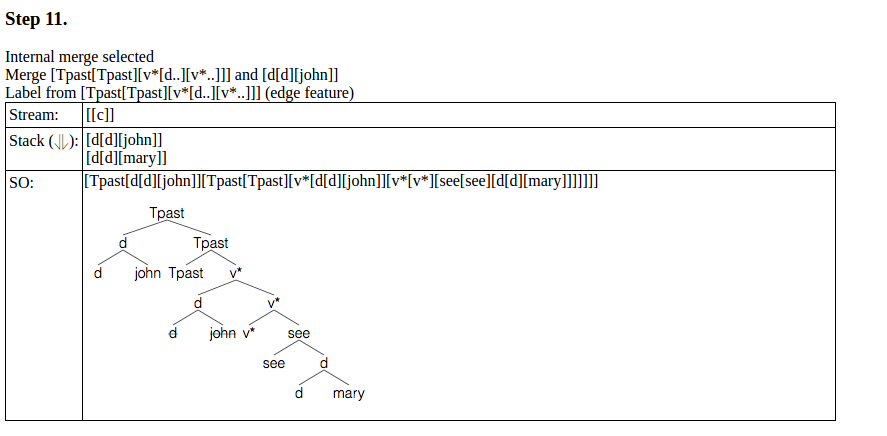 Step 11.
Internal merge selected
Merge [Tpast[Tpast][v*[d..][v*..]]] and [d[d][john]]
Label from [Tpast[Tpast][v*[d..][v*..]]] (edge feature)
Stream: [[c]]
Stack (⇃⇂): [d[d][john]]
[d[d][mary]]
SO: [Tpast[d[d][john]][Tpast[Tpast][v*[d[d][john]][v*[v*][see[see][d[d][mary]]]]]]]
Tpast
d Tpast
d john Tpast v*
d v*
d john v* see
see d
d mary